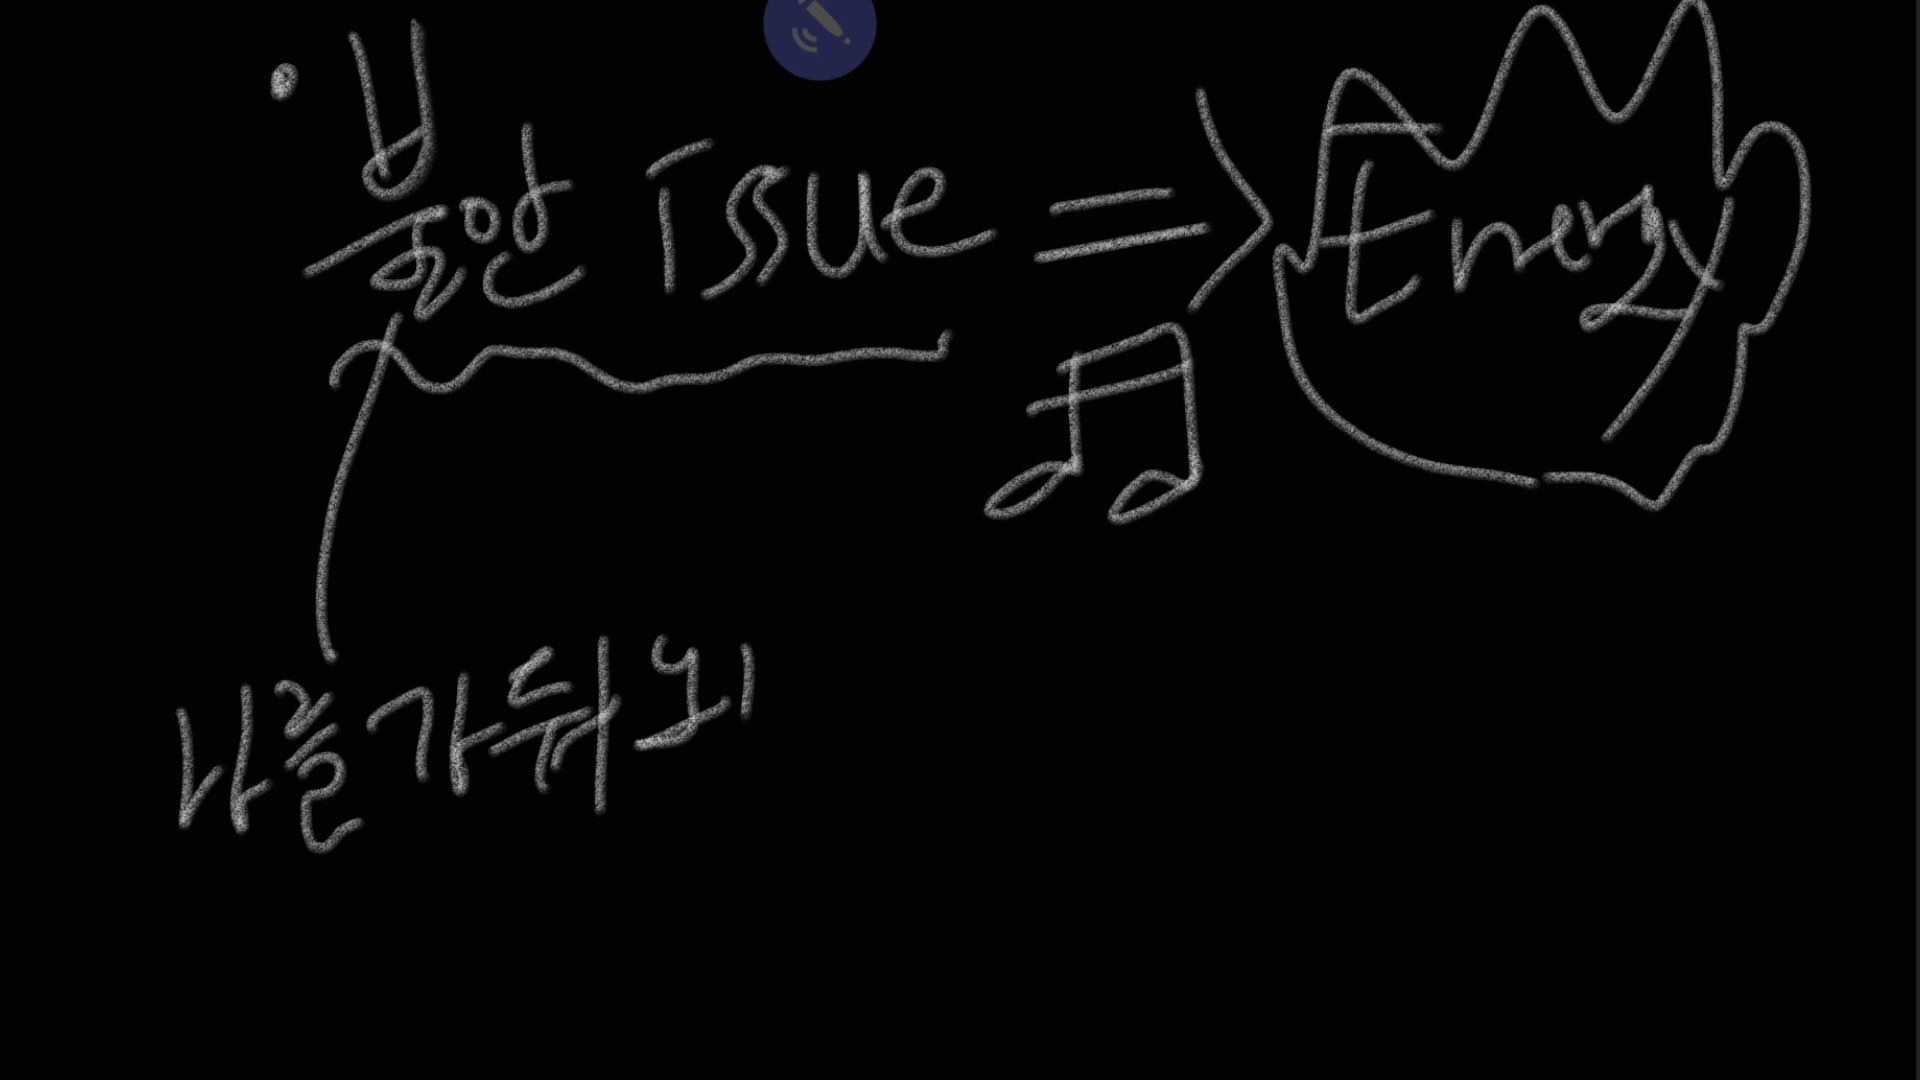 • 불안 issue => Energy
나를 가둬 뇌